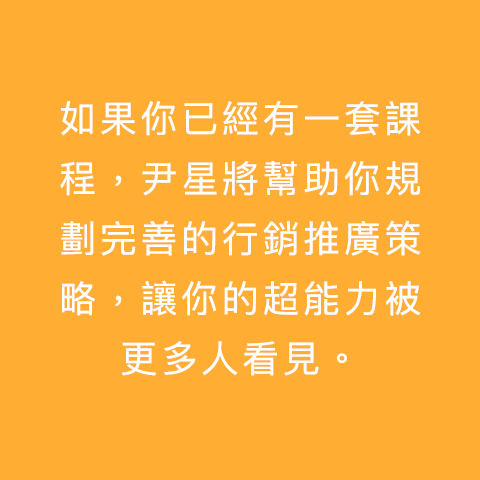 如果你已經有一套課
程，尹星將幫助你規
劃完善的行銷推廣策
略，讓你的超能力被
更多人看見。